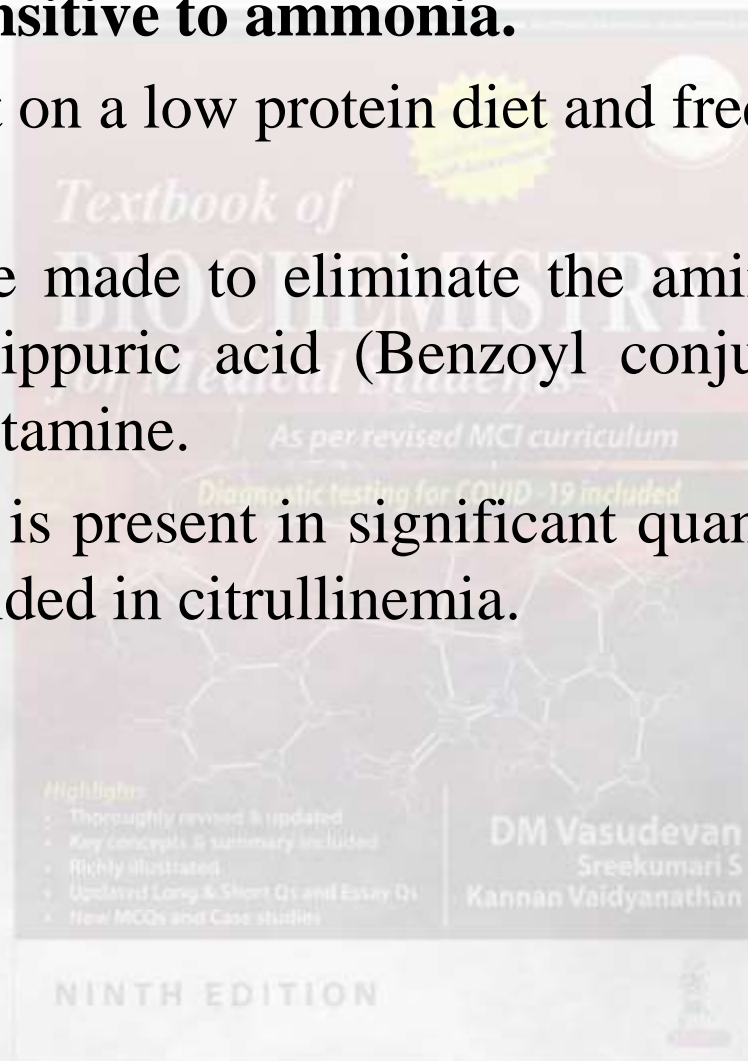 nsitive to ammonia.
t on a low protein diet and free
Textbook of
e made to eliminate the ami
BIOCHEMISTRY
ippuric acid (Benzoyl conju
for Medical Students
tamine.
As per revised MCI curriculum
Diagnostic testing for COVID-19 included
is present in significant quan
ded in citrullinemia.
Highlights
• Thoroughly revised & updated
• Key concepts & summary included
• Richly illustrated
• Updated Long & Short Qs and Essay Qs
• New MCQs and Case studies
DM Vasudevan
Sreekumari S
Kannan Vaidyanathan
NINTH EDITION